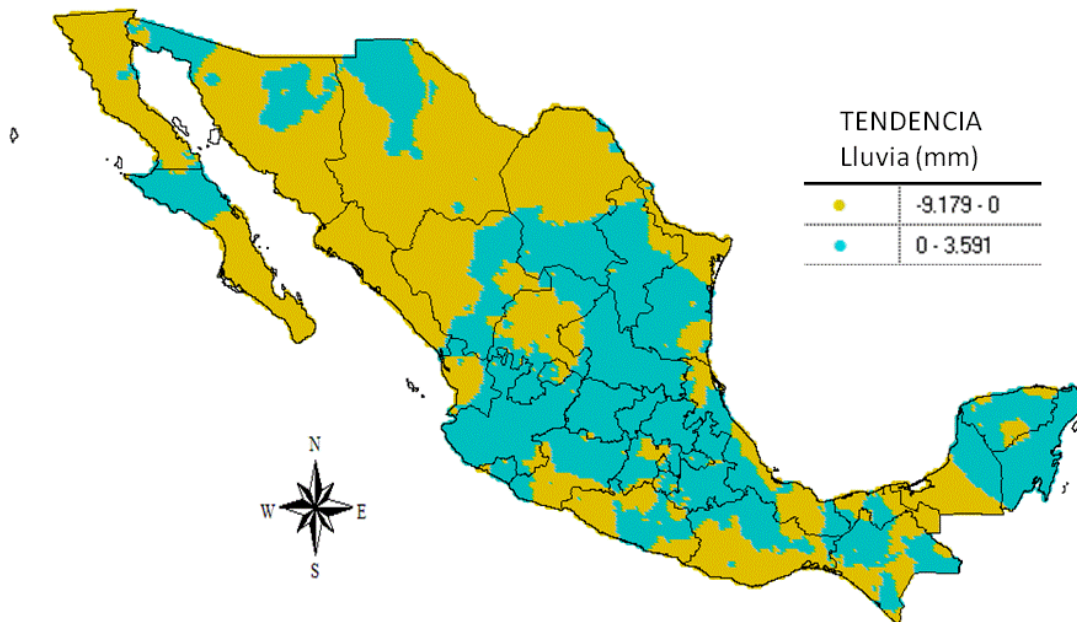 TENDENCIA
Lluvia (mm)
-9.179 - 0
0 - 3.591
N
W E
S